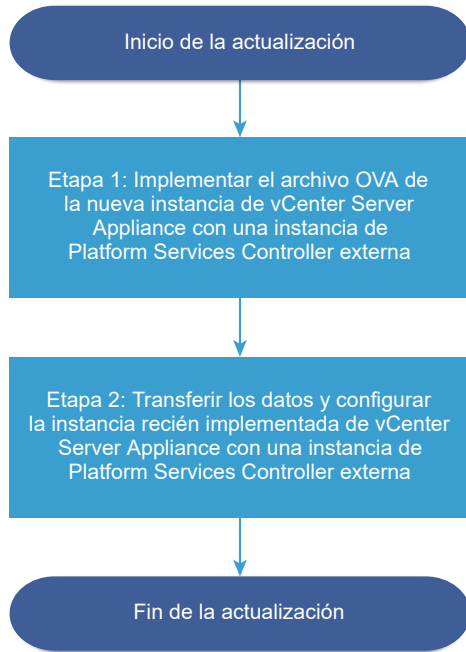 Inicio de la actualización
Etapa 1: Implementar el archivo OVA de
la nueva instancia de vCenter Server
Appliance con una instancia de
Platform Services Controller externa
Etapa 2: Transferir los datos y configurar
la instancia recién implementada de vCenter
Server Appliance con una instancia de
Platform Services Controller externa
Fin de la actualización